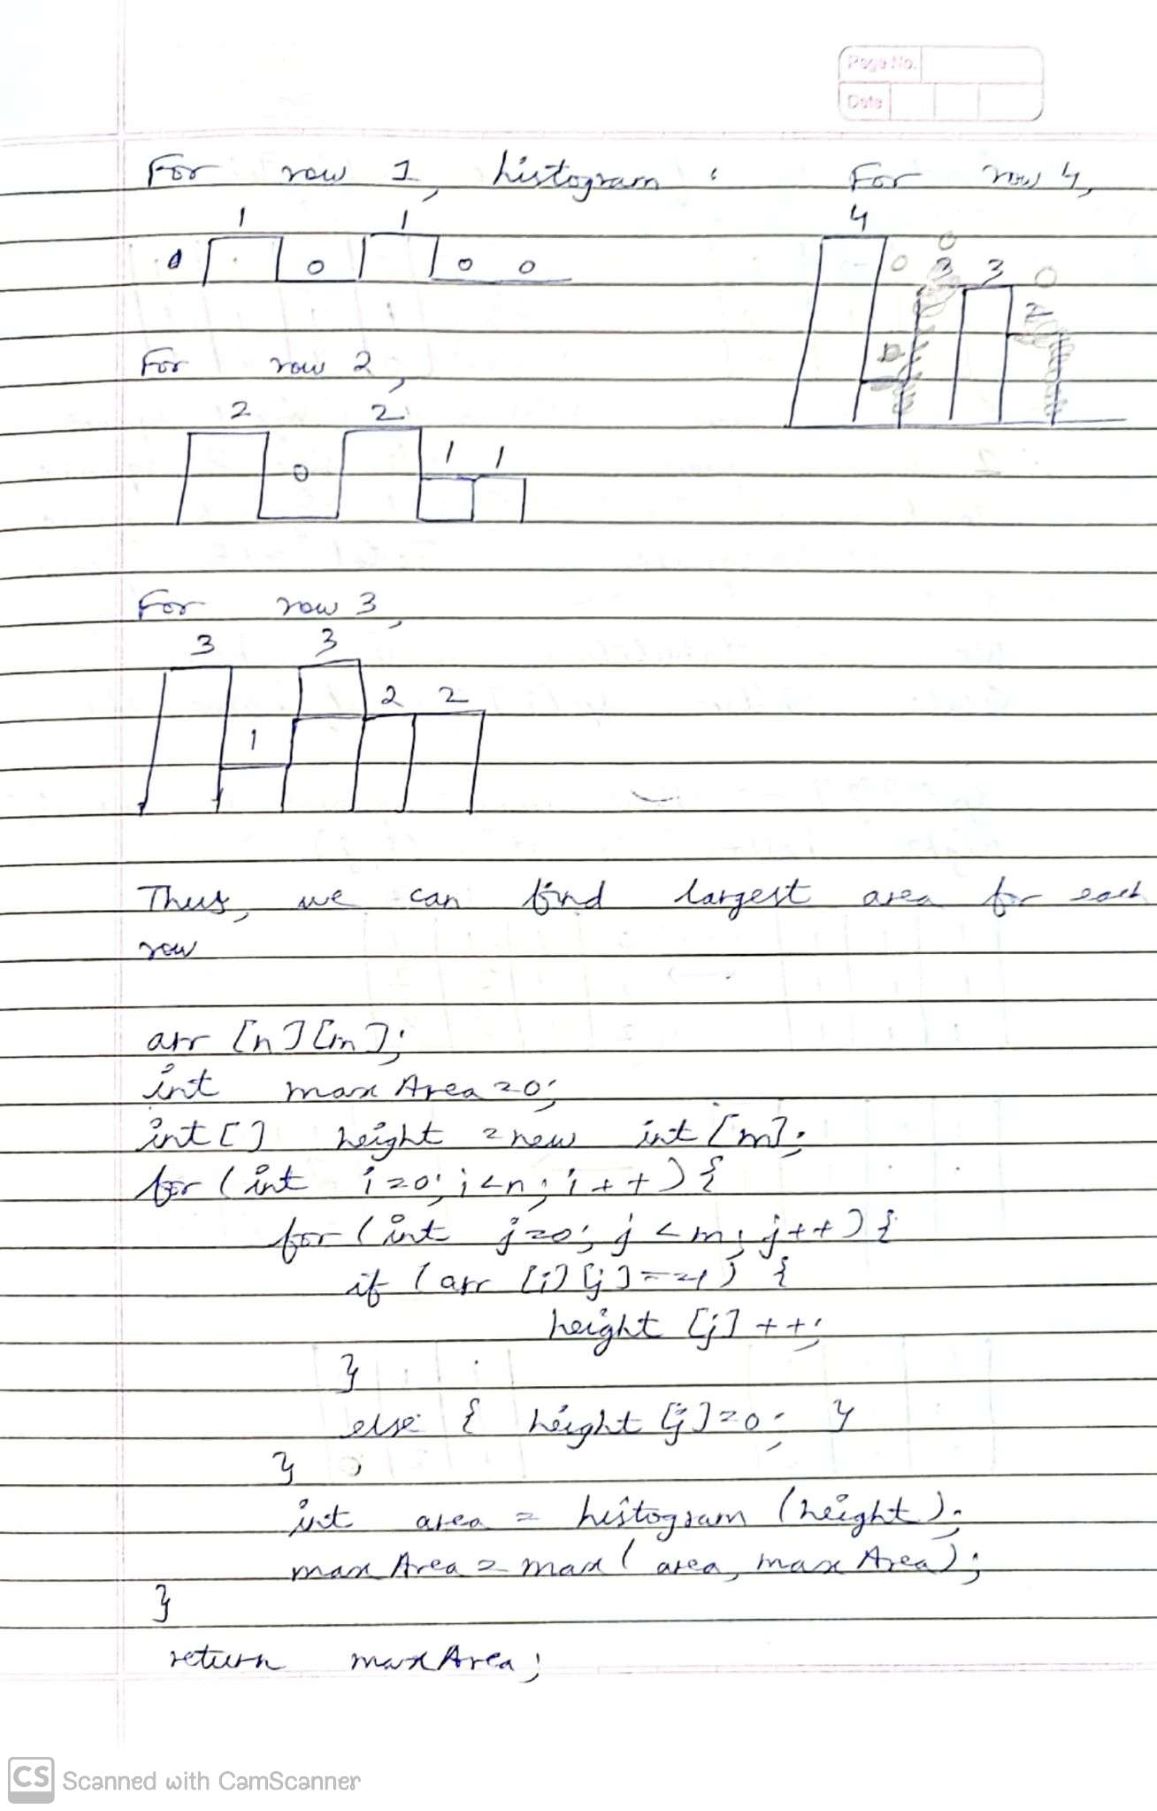 Page No.
Date
For row 1, histogram :
1 1
0 0 0 0
For row 4,
4
0 0
3 3 0
2
For row 2,
2 2
0 1 1
For row 3,
3 3
2 2
1
Thus, we can find largest area for each
row
arr [n][m];
int maxArea=0;
int[] height = new int[m];
for (int i=0; i<n; i++) {
for (int j=0; j<m; j++) {
if (arr [i][j]==1) {
height [j] ++;
}
else { height [j]=0; }
}
int area = histogram (height);
maxArea = max( area, maxArea);
}
return maxArea;
CS Scanned with CamScanner